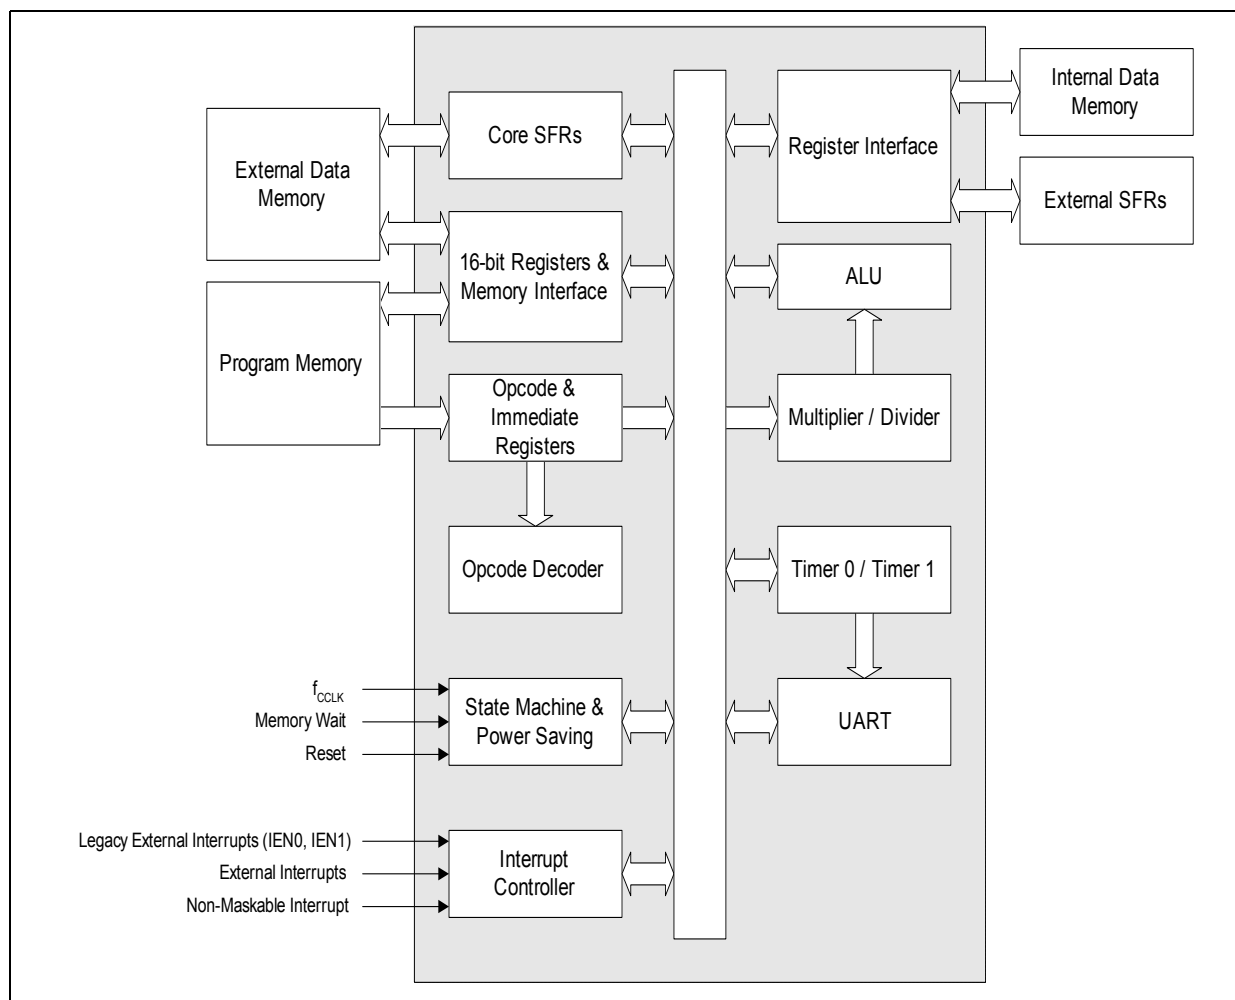 Internal Data
Memory
Core SFRs
Register Interface
External Data
Memory
External SFRs
16-bit Registers &
Memory Interface
ALU
Program Memory
Opcode &
Immediate
Registers
Multiplier / Divider
Opcode Decoder
Timer 0 / Timer 1
fCCLK
Memory Wait
Reset
State Machine &
Power Saving
UART
Legacy External Interrupts (IEN0, IEN1)
External Interrupts
Non-Maskable Interrupt
Interrupt
Controller